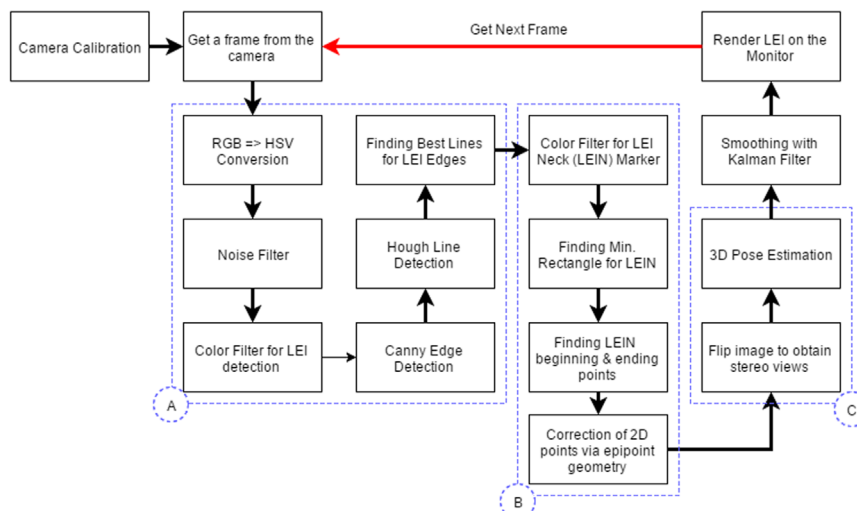 Camera Calibration
Get a frame from the
camera
Get Next Frame
Render LEI on the
Monitor
RGB => HSV
Conversion
Noise Filter
Color Filter for LEI
detection
Canny Edge
Detection
Hough Line
Detection
Finding Best Lines
for LEI Edges
A
Color Filter for LEI
Neck (LEIN) Marker
Finding Min.
Rectangle for LEIN
Finding LEIN
beginning & ending
points
Correction of 2D
points via epipoint
geometry
B
Flip image to obtain
stereo views
3D Pose Estimation
C
Smoothing with
Kalman Filter